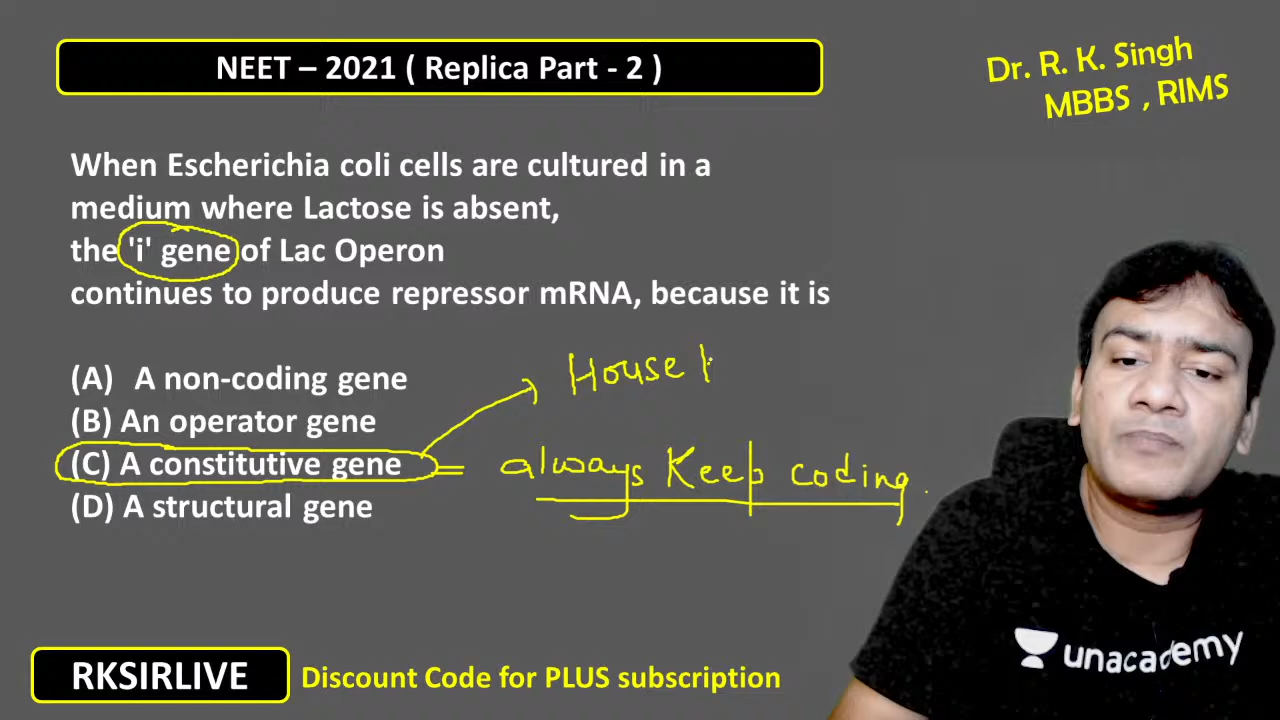 NEET – 2021 ( Replica Part - 2 )
Dr. R. K. Singh
MBBS , RIMS
When Escherichia coli cells are cultured in a
medium where Lactose is absent,
the 'i' gene of Lac Operon
continues to produce repressor mRNA, because it is
(A) A non-coding gene
House
(B) An operator gene
(C) A constitutive gene = always Keep coding.
(D) A structural gene
unacademy
RKSIRLIVE
Discount Code for PLUS subscription